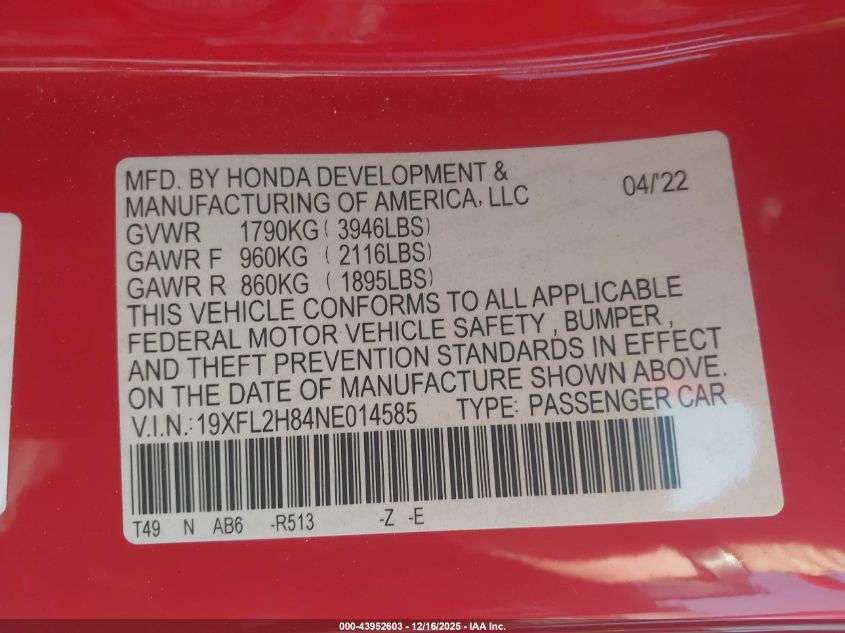 MFD. BY HONDA DEVELOPMENT &
MANUFACTURING OF AMERICA, LLC 04/'22
GVWR 1790KG ( 3946LBS)
GAWR F 960KG ( 2116LBS)
GAWR R 860KG ( 1895LBS)
THIS VEHICLE CONFORMS TO ALL APPLICABLE
FEDERAL MOTOR VEHICLE SAFETY , BUMPER ,
AND THEFT PREVENTION STANDARDS IN EFFECT
ON THE DATE OF MANUFACTURE SHOWN ABOVE.
V.I.N.: 19XFL2H84NE014585 TYPE: PASSENGER CAR
T49 N AB6 -R513 -Z -E
000-43952603 - 12/16/2025 - IAA Inc.